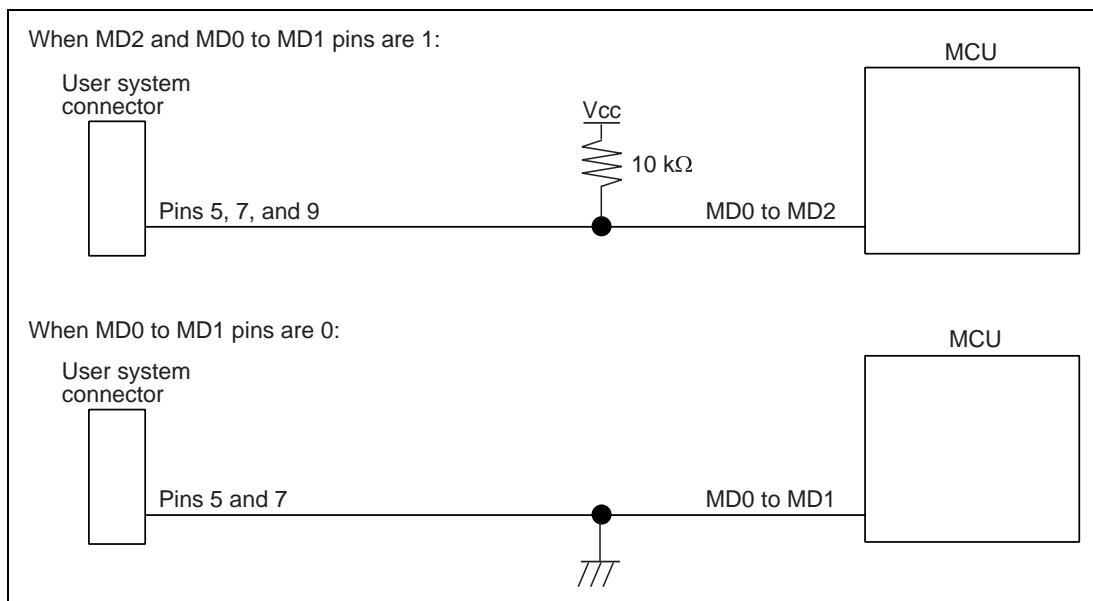 When MD2 and MD0 to MD1 pins are 1:
MCU
User system
connector
Vcc
10 kΩ
Pins 5, 7, and 9
MD0 to MD2
When MD0 to MD1 pins are 0:
MCU
User system
connector
Pins 5 and 7
MD0 to MD1